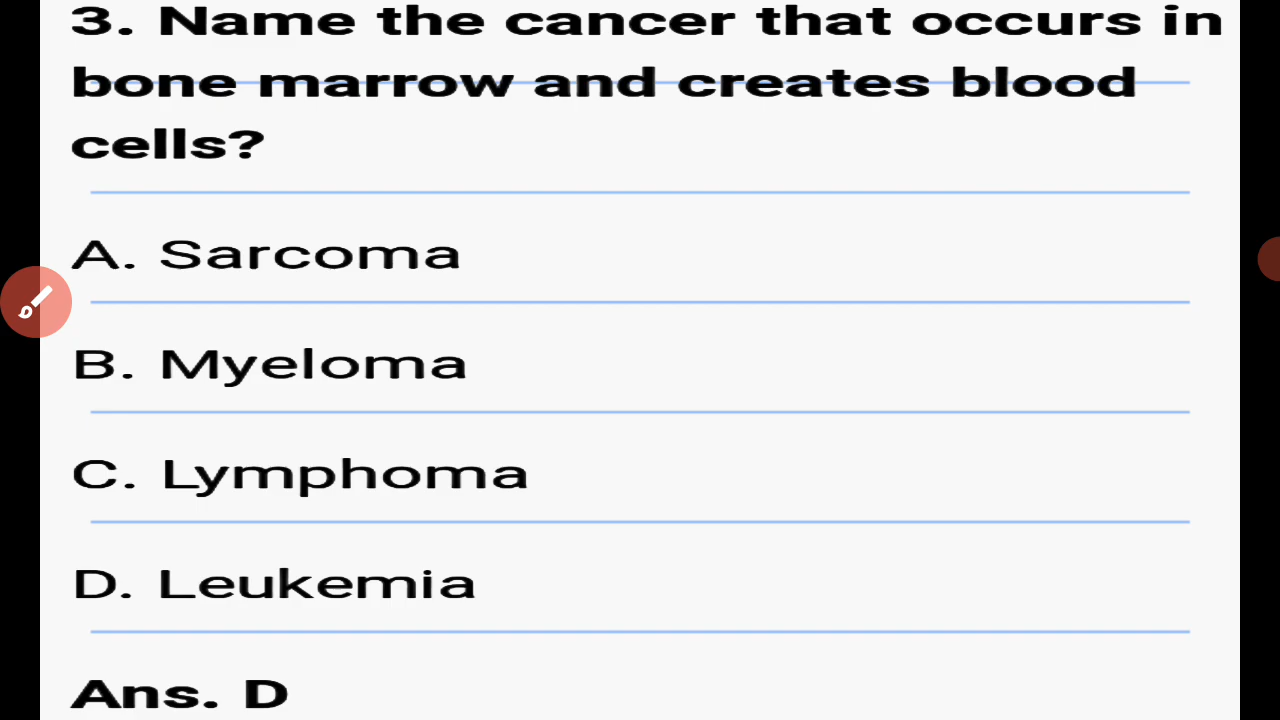 3. Name the cancer that occurs in
bone marrow and creates blood
cells?
A. Sarcoma
B. Myeloma
C. Lymphoma
D. Leukemia
Ans. D